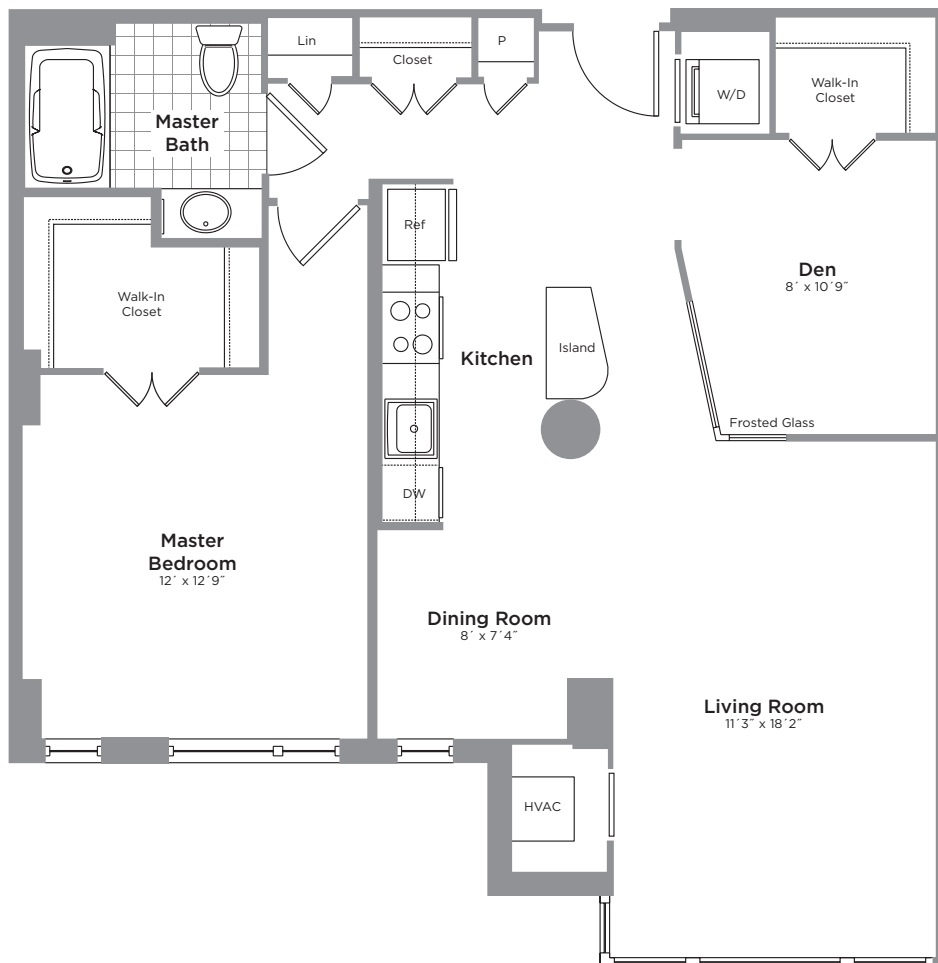 Lin
Closet
P
W/D
Walk-In
Closet
Master
Bath
Ref
Den
8´ x 10´9˝
Walk-In
Closet
Island
Kitchen
Frosted Glass
DW
Master
Bedroom
12´ x 12´9˝
Dining Room
8´ x 7´4˝
Living Room
11´3˝ x 18´2˝
HVAC